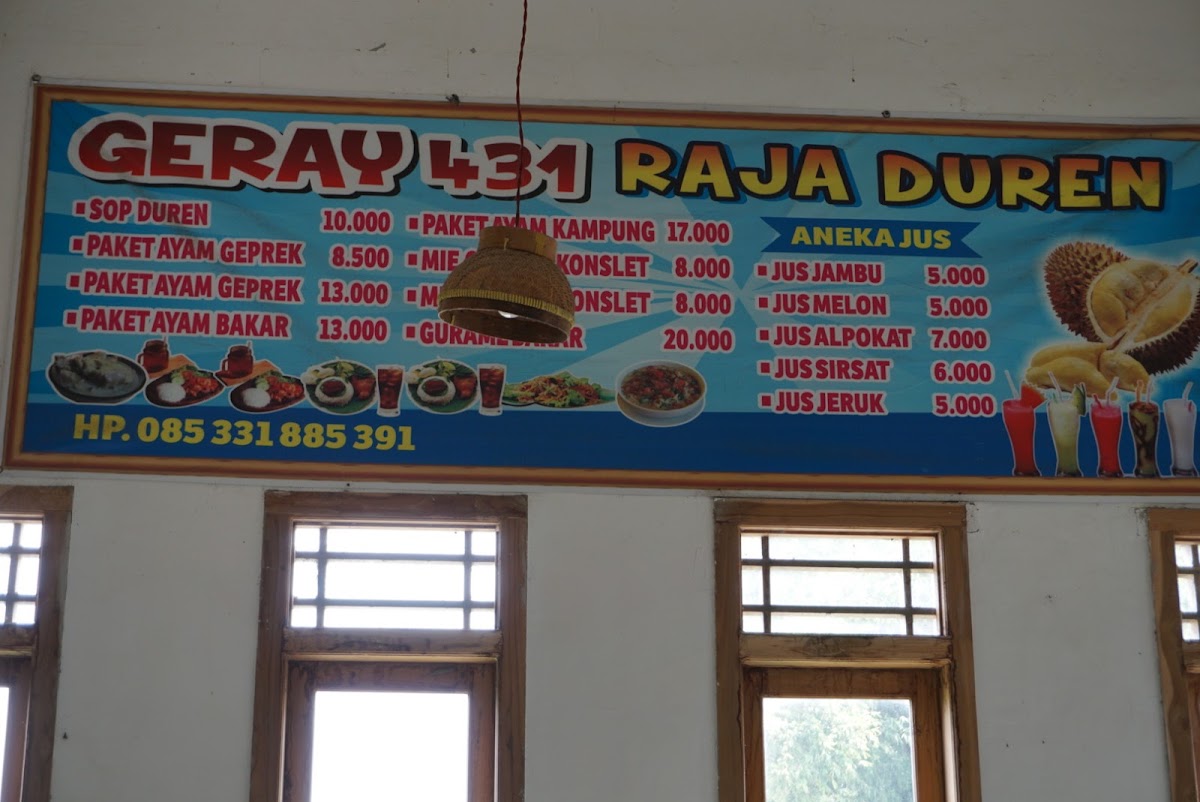 GERAY 431 RAJA DUREN
SOP DUREN 10.000
PAKET AYAM GEPREK 8.500
PAKET AYAM GEPREK 13.000
PAKET AYAM BAKAR 13.000
PAKET AYAM KAMPUNG 17.000
MIE KONSLET 8.000
KONSLET 8.000
GURAME 20.000
ANEKA JUS
JUS JAMBU 5.000
JUS MELON 5.000
JUS ALPOKAT 7.000
JUS SIRSAT 6.000
JUS JERUK 5.000
HP. 085 331 885 391